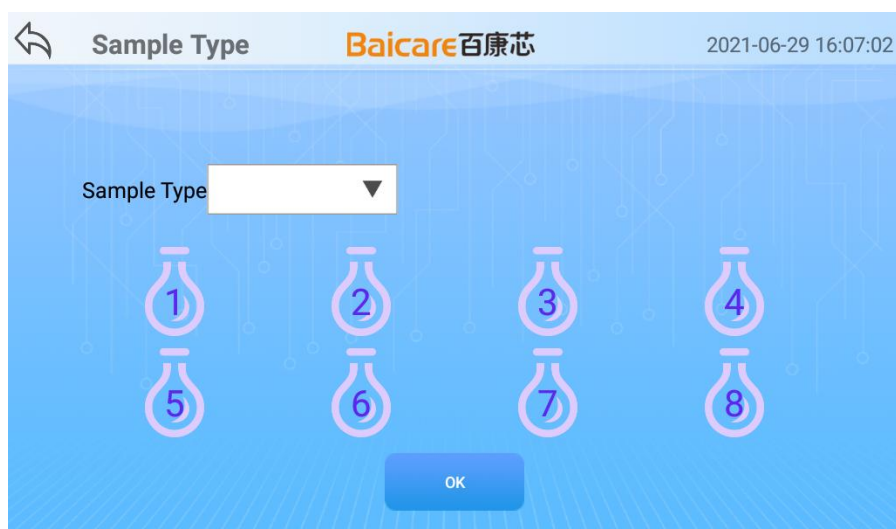 Sample Type Baicare百康芯 2021-06-29 16:07:02
Sample Type
1 2 3 4
5 6 7 8
OK